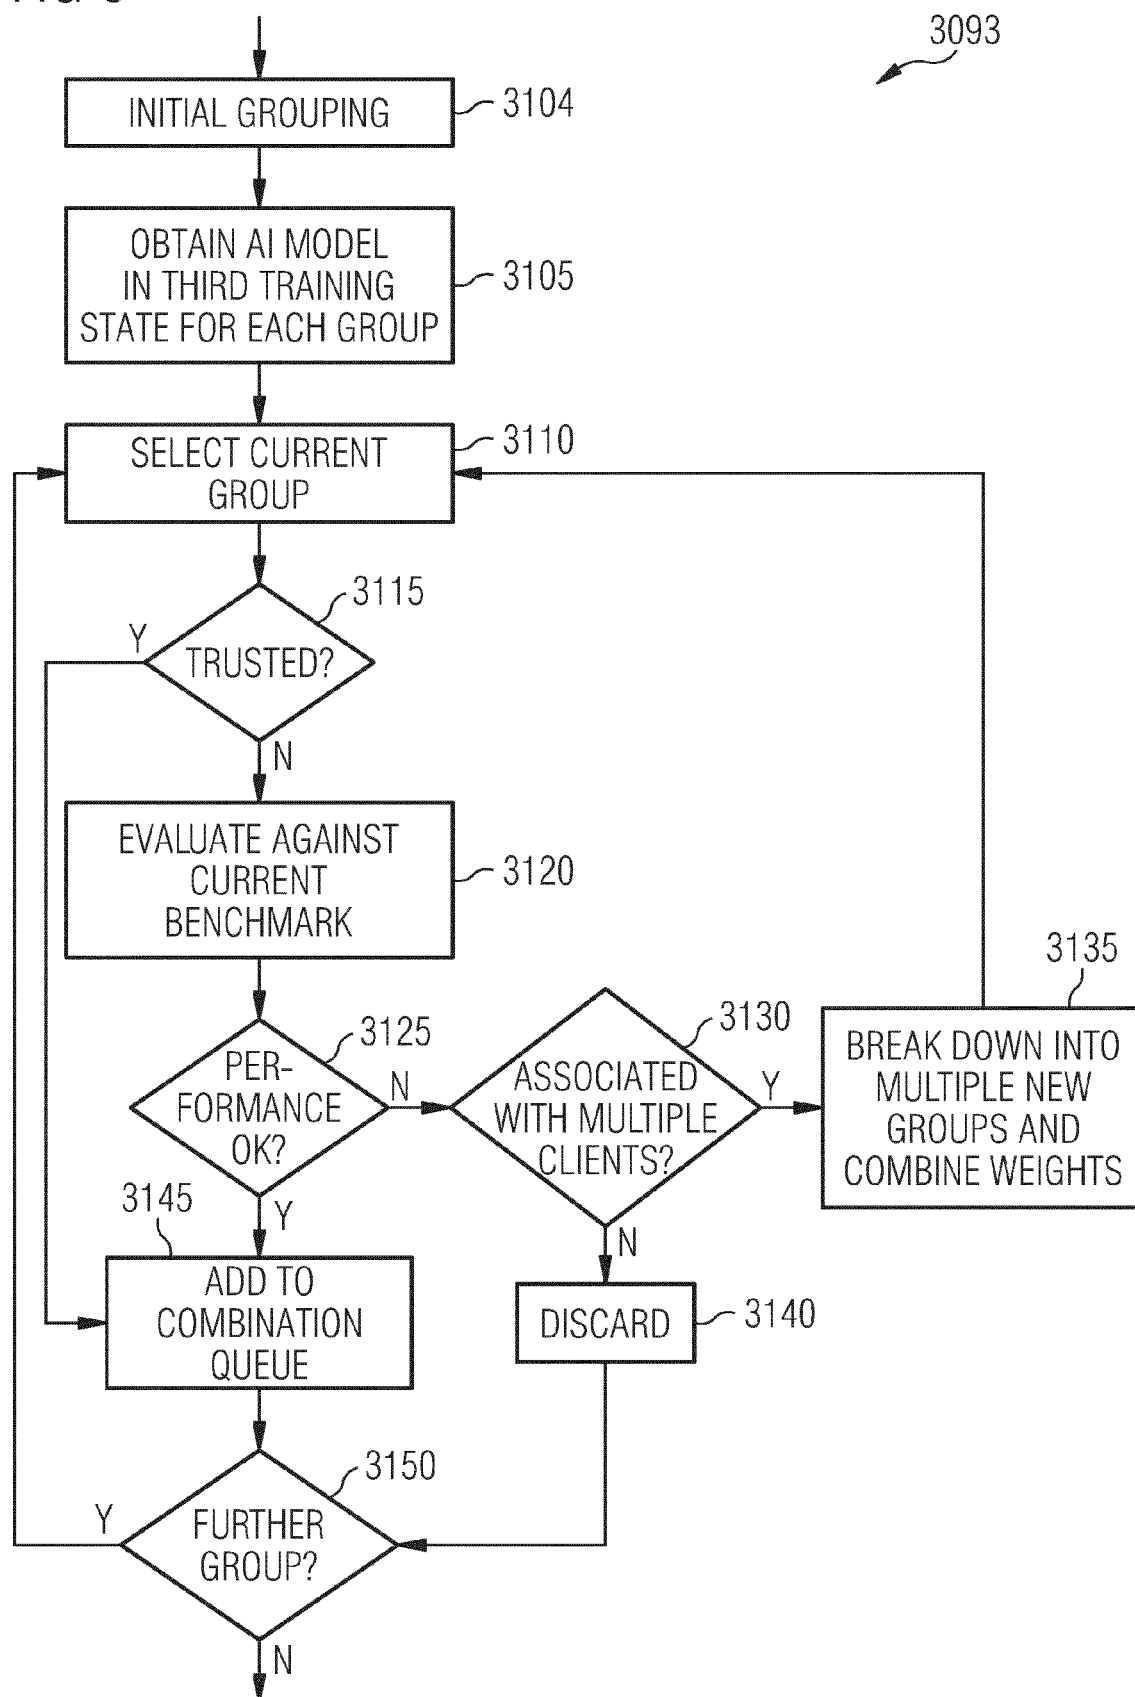 3093
INITIAL GROUPING
3104
OBTAIN AI MODEL
IN THIRD TRAINING
STATE FOR EACH GROUP
3105
SELECT CURRENT
GROUP
3110
3115
Y
TRUSTED?
N
EVALUATE AGAINST
CURRENT
BENCHMARK
3120
3125
PER-
FORMANCE
OK?
N
Y
3130
ASSOCIATED
WITH MULTIPLE
CLIENTS?
Y
N
3135
BREAK DOWN INTO
MULTIPLE NEW
GROUPS AND
COMBINE WEIGHTS
3145
ADD TO
COMBINATION
QUEUE
DISCARD
3140
3150
Y
FURTHER
GROUP?
N